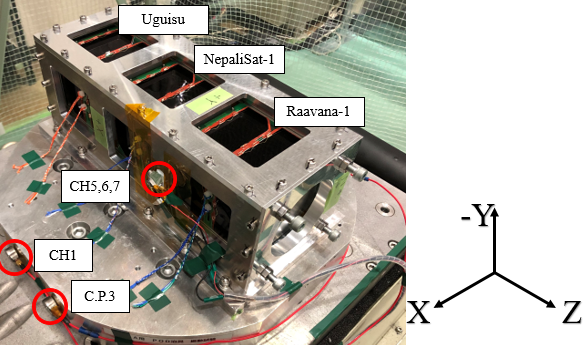 Uguisu
NepaliSat-1
Raavana-1
CH5,6,7
CH1
C.P.3
-Y
X
Z